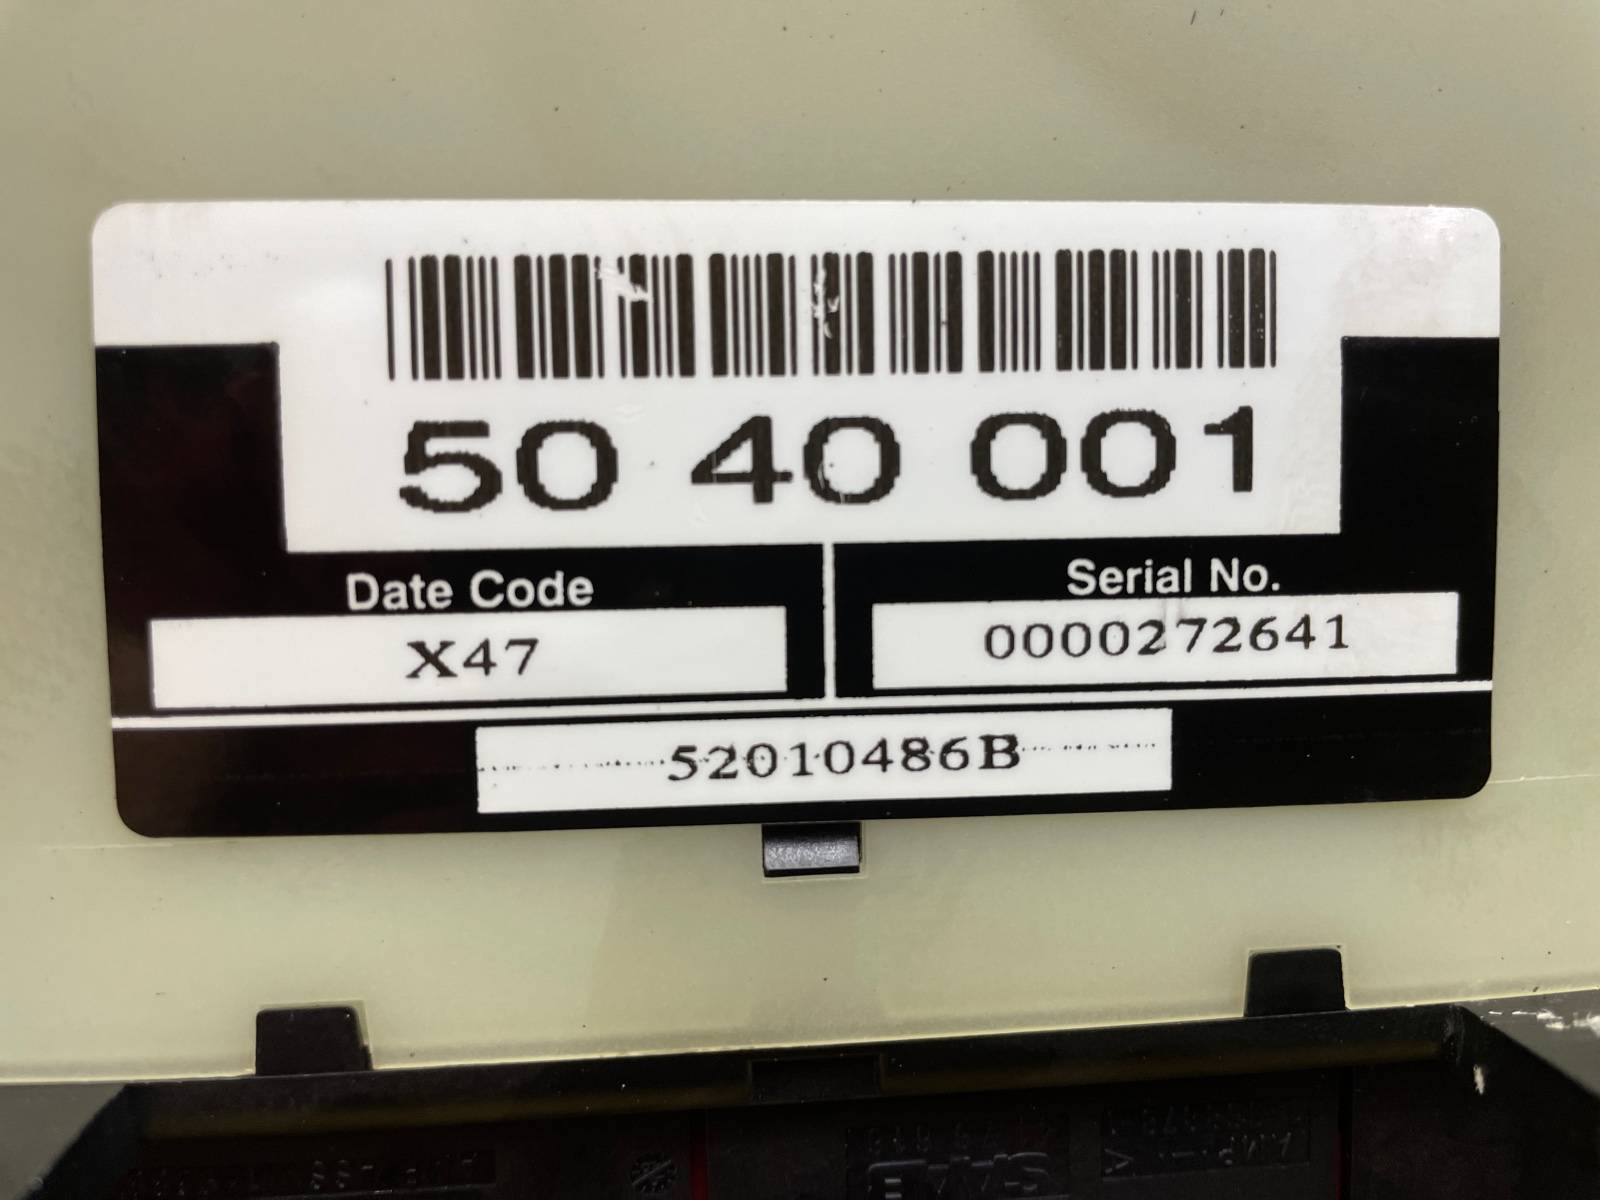 50 40 001
Date Code
Serial No.
X47
0000272641
52010486B